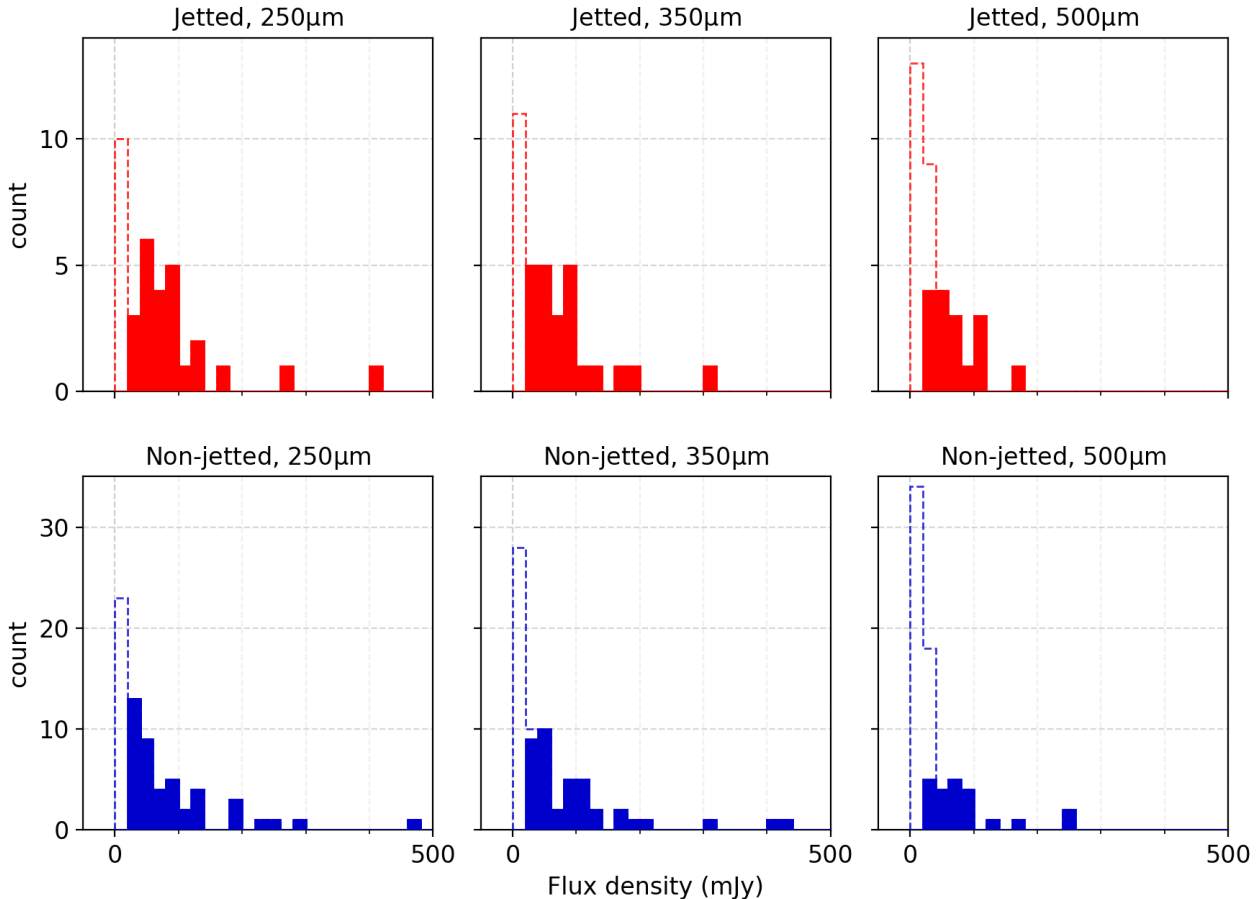 Jetted, 250μm
Jetted, 350μm
Jetted, 500μm
10
5
0
count
Non-jetted, 250μm
Non-jetted, 350μm
Non-jetted, 500μm
30
20
10
0
count
0 500
0 500
0 500
Flux density (mJy)